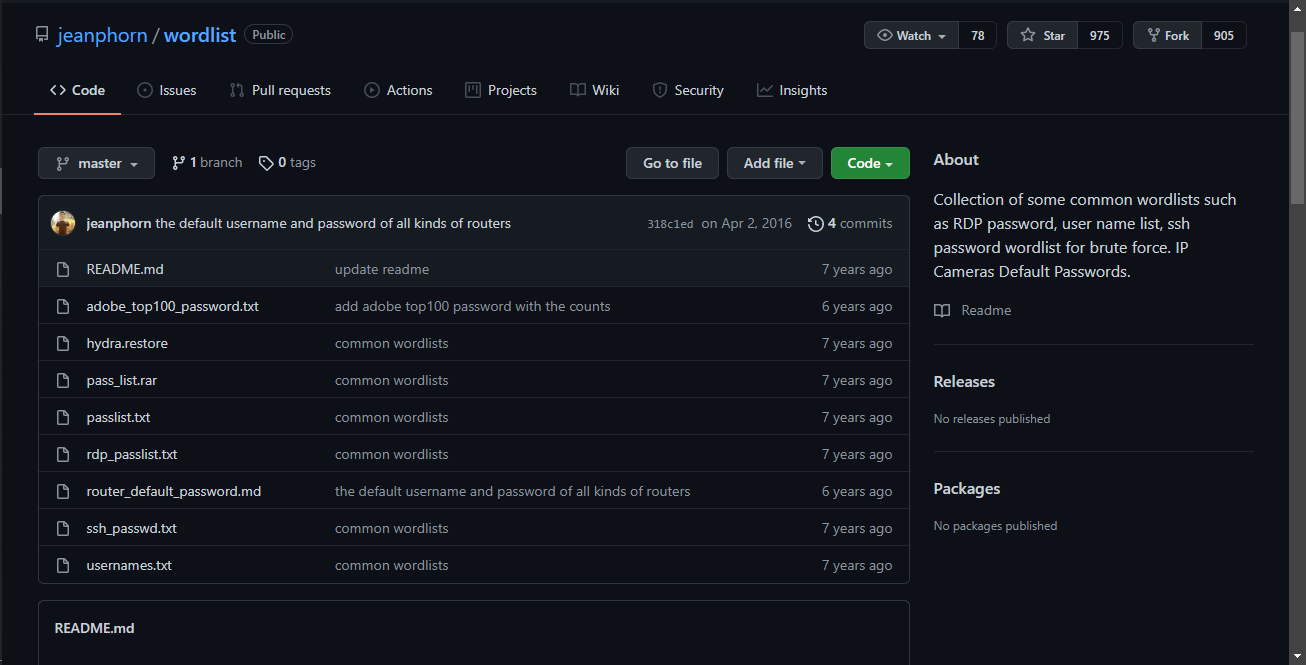 jeanphorn / wordlist Public
Watch 78 Star 975 Fork 905
Code Issues Pull requests Actions Projects Wiki Security Insights
master 1 branch 0 tags Go to file Add file Code
jeanphorn the default username and password of all kinds of routers 318c1ed on Apr 2, 2016 4 commits
README.md update readme 7 years ago
adobe_top100_password.txt add adobe top100 password with the counts 6 years ago
hydra.restore common wordlists 7 years ago
pass_list.rar common wordlists 7 years ago
passlist.txt common wordlists 7 years ago
rdp_passlist.txt common wordlists 7 years ago
router_default_password.md the default username and password of all kinds of routers 6 years ago
ssh_passwd.txt common wordlists 7 years ago
usernames.txt common wordlists 7 years ago
README.md
About
Collection of some common wordlists such
as RDP password, user name list, ssh
password wordlist for brute force. IP
Cameras Default Passwords.
Readme
Releases
No releases published
Packages
No packages published